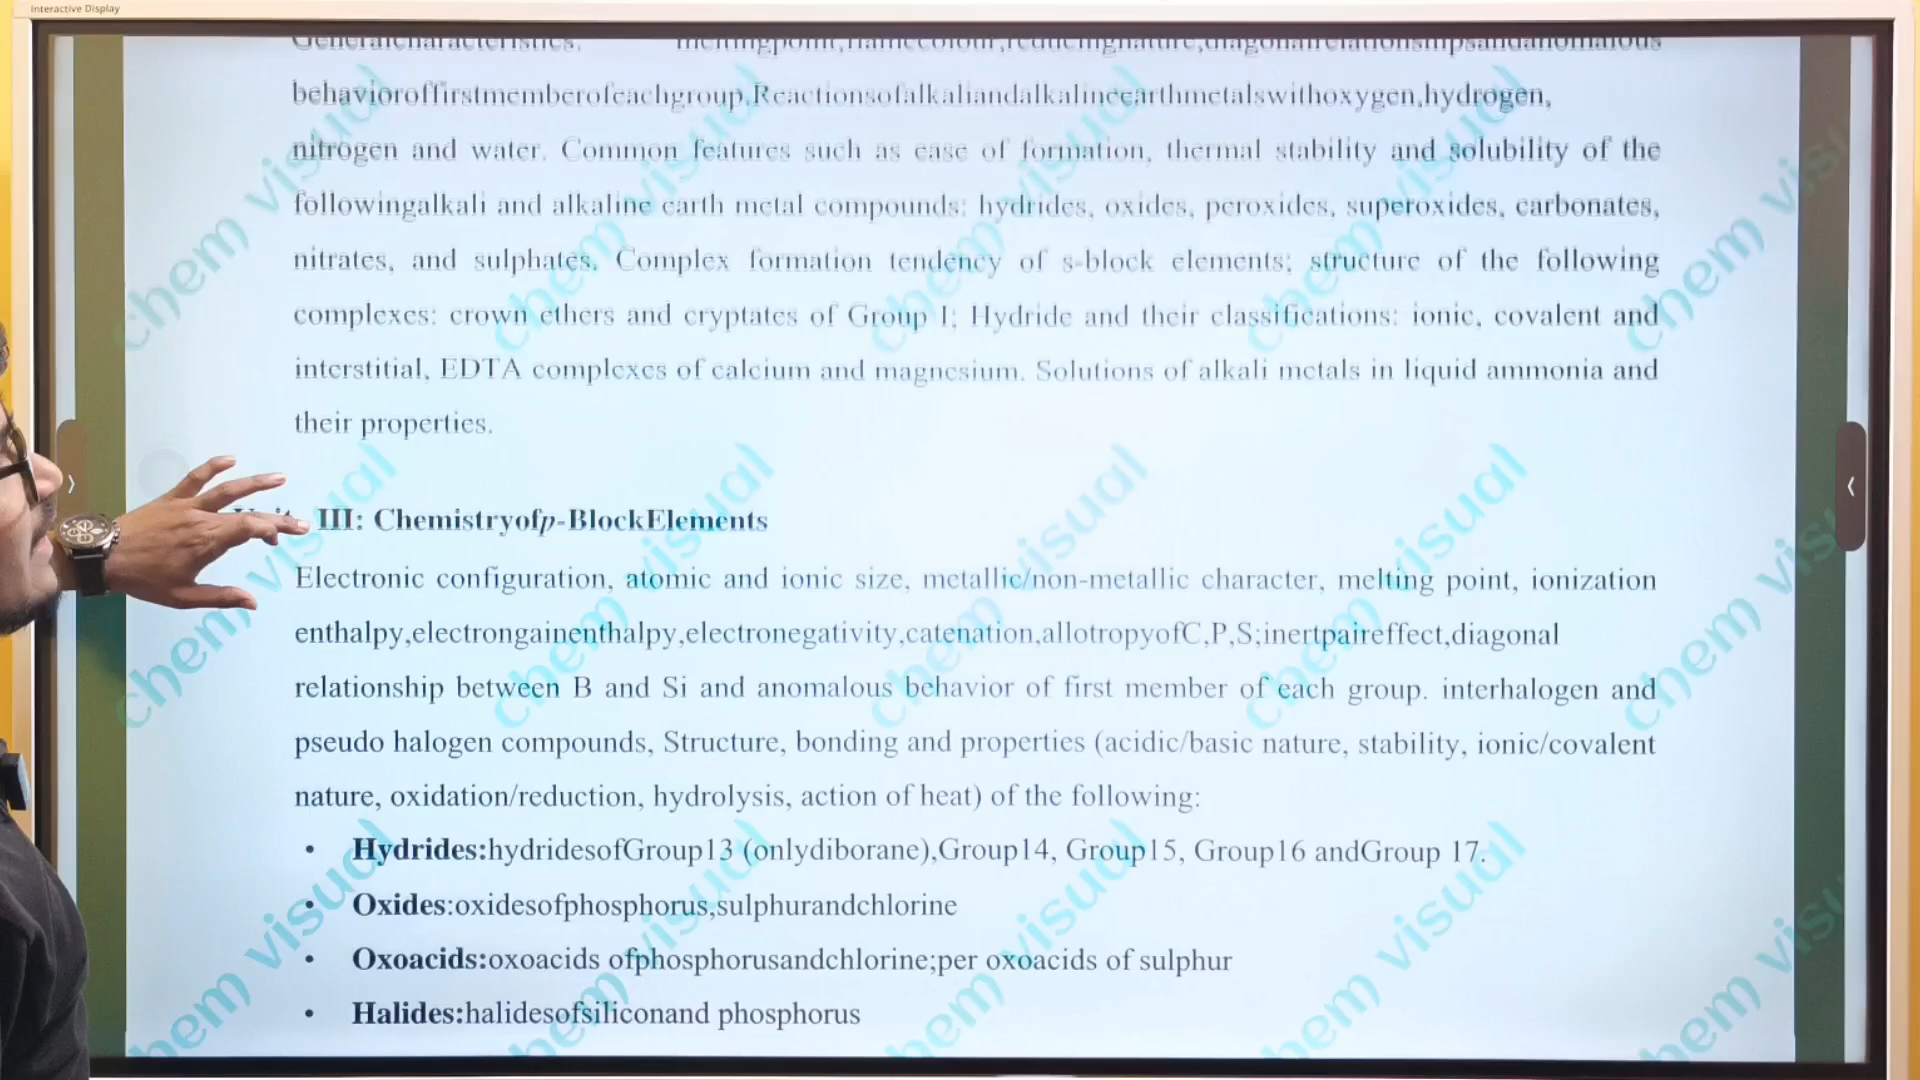 Interactive Display
Generalcharacteristics: meltingpoint,flamecolour,reducingnature,diagonalrelationshipsandanomalous
behavioroffirstmemberofeachgroup.Reactionsofalkaliandalkalineearthmetalswithoxygen,hydrogen,
nitrogen and water. Common features such as ease of formation, thermal stability and solubility of the
followingalkali and alkaline earth metal compounds: hydrides, oxides, peroxides, superoxides, carbonates,
nitrates, and sulphates. Complex formation tendency of s-block elements; structure of the following
complexes: crown ethers and cryptates of Group I; Hydride and their classifications: ionic, covalent and
interstitial, EDTA complexes of calcium and magnesium. Solutions of alkali metals in liquid ammonia and
their properties.
III: Chemistryofp-BlockElements
Electronic configuration, atomic and ionic size, metallic/non-metallic character, melting point, ionization
enthalpy,electrongainenthalpy,electronegativity,catenation,allotropyofC,P,S;inertpaireffect,diagonal
relationship between B and Si and anomalous behavior of first member of each group. interhalogen and
pseudo halogen compounds, Structure, bonding and properties (acidic/basic nature, stability, ionic/covalent
nature, oxidation/reduction, hydrolysis, action of heat) of the following:
• Hydrides:hydridesofGroup13 (onlydiborane),Group14, Group15, Group16 andGroup 17.
• Oxides:oxidesofphosphorus,sulphurandchlorine
• Oxoacids:oxoacids ofphosphorusandchlorine;per oxoacids of sulphur
• Halides:halidesofsiliconand phosphorus
chem visual